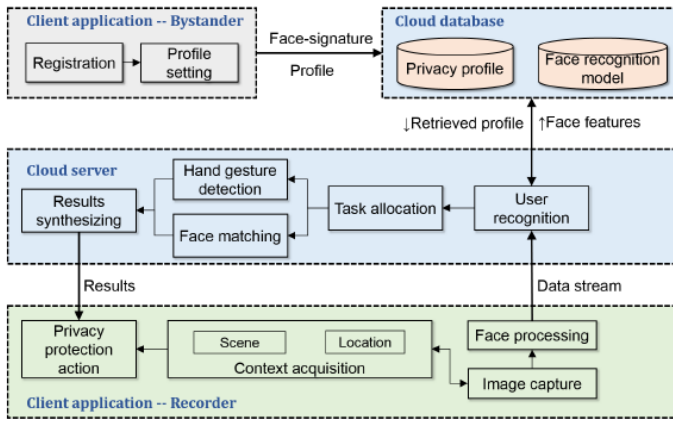 Client application -- Bystander
Registration
Profile
setting
Face-signature
Profile
Cloud database
Privacy profile
Face recognition
model
↓Retrieved profile
↑Face features
Cloud server
Results
synthesizing
Hand gesture
detection
Face matching
Task allocation
User
recognition
Results
Data stream
Privacy
protection
action
Scene
Location
Context acquisition
Face processing
Image capture
Client application -- Recorder